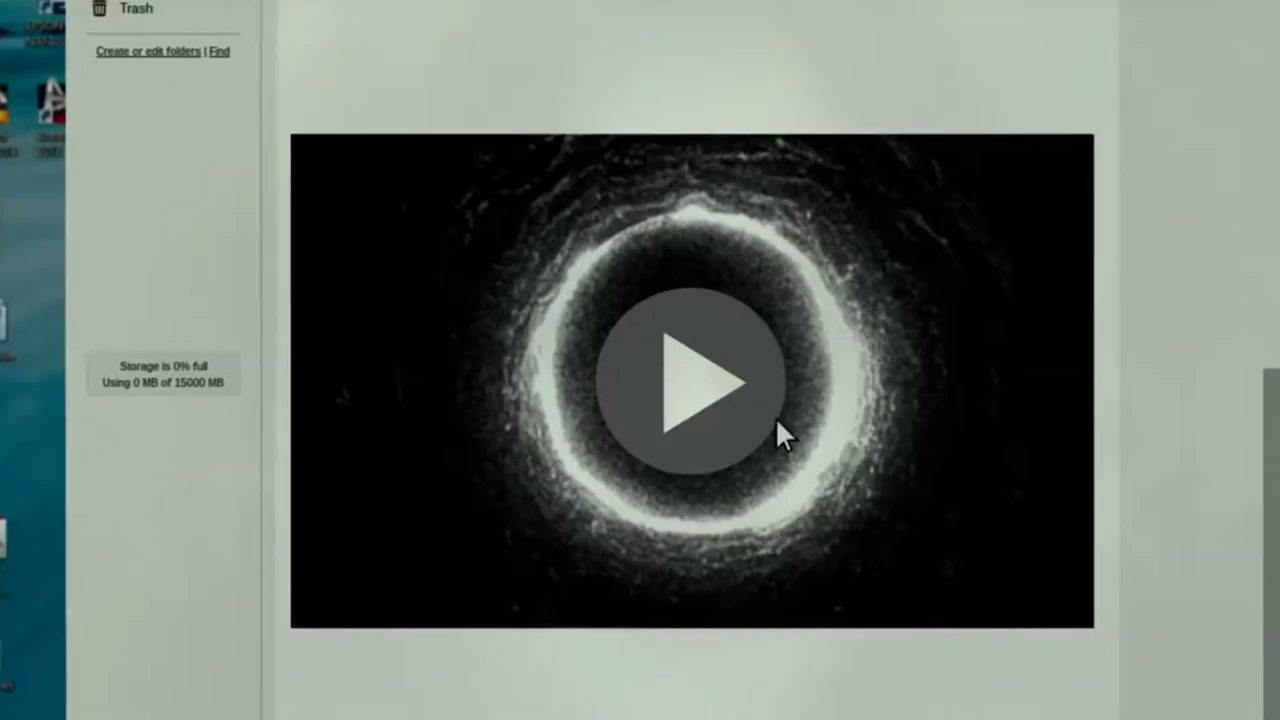 Trash
Create or edit folders | Find
Storage is 0% full
Using 0 MB of 15000 MB